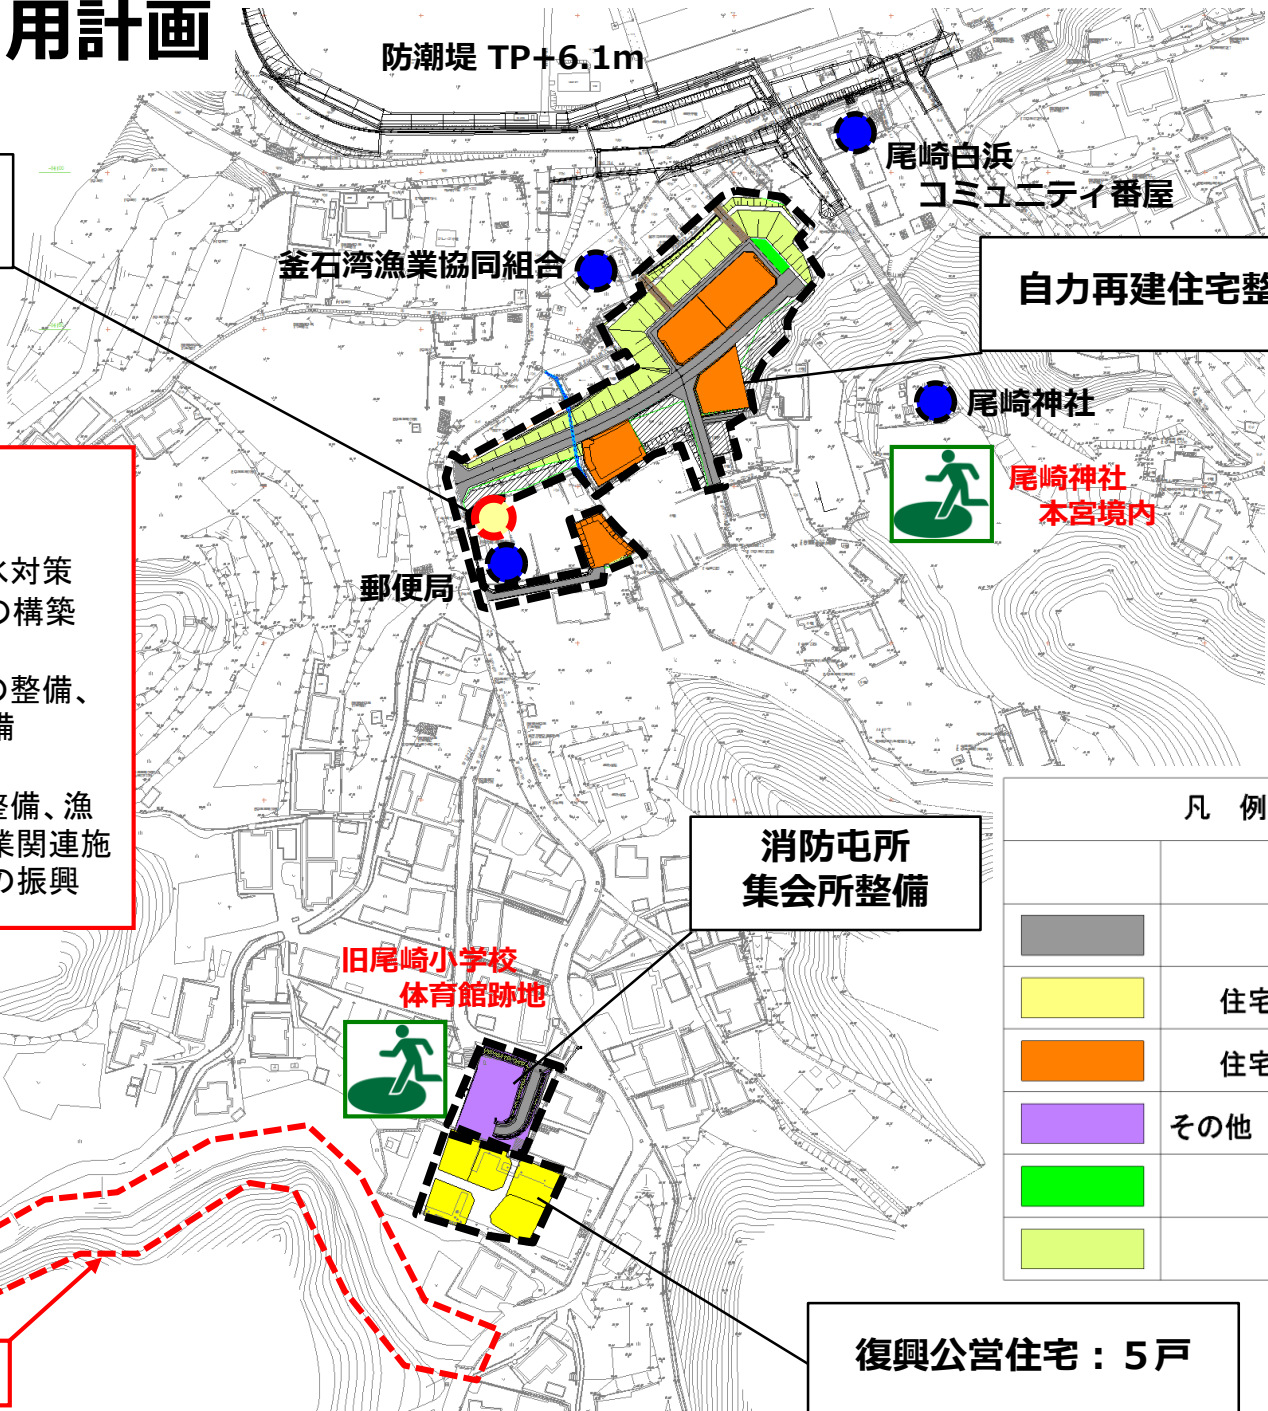 用計画
防潮堤 TP+6.1m
尾崎白浜
コミュニティ番屋
釜石湾漁業協同組合
自力再建住宅整
尾崎神社
尾崎神社
本宮境内
水対策
の構築
郵便局
の整備、
備
整備、漁
業関連施
の振興
消防屯所
集会所整備
凡 例
住宅
住宅
その他
旧尾崎小学校
体育館跡地
復興公営住宅：５戸